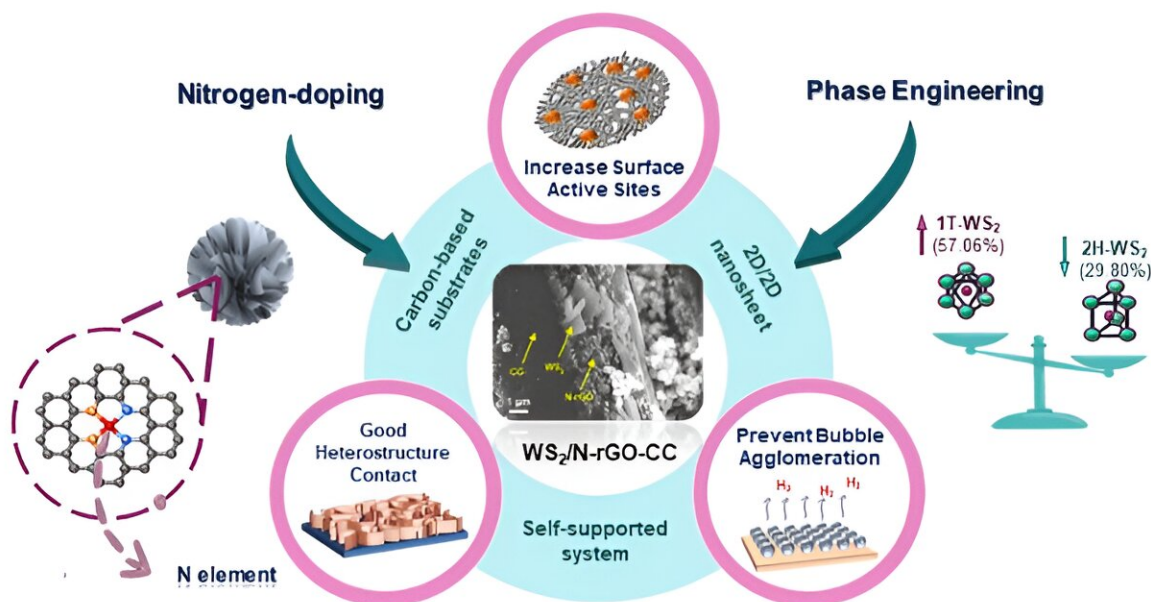 Nitrogen-doping
Phase Engineering
Increase Surface
Active Sites
Carbon-based
substrates
2D/2D
nanosheet
1T-WS₂
(57.06%)
2H-WS₂
(29.80%)
CC
WS₂
N-rGO
1 μm
WS₂/N-rGO-CC
Good
Heterostructure
Contact
Prevent Bubble
Agglomeration
H₂ H₂ H₂
Self-supported
system
N element